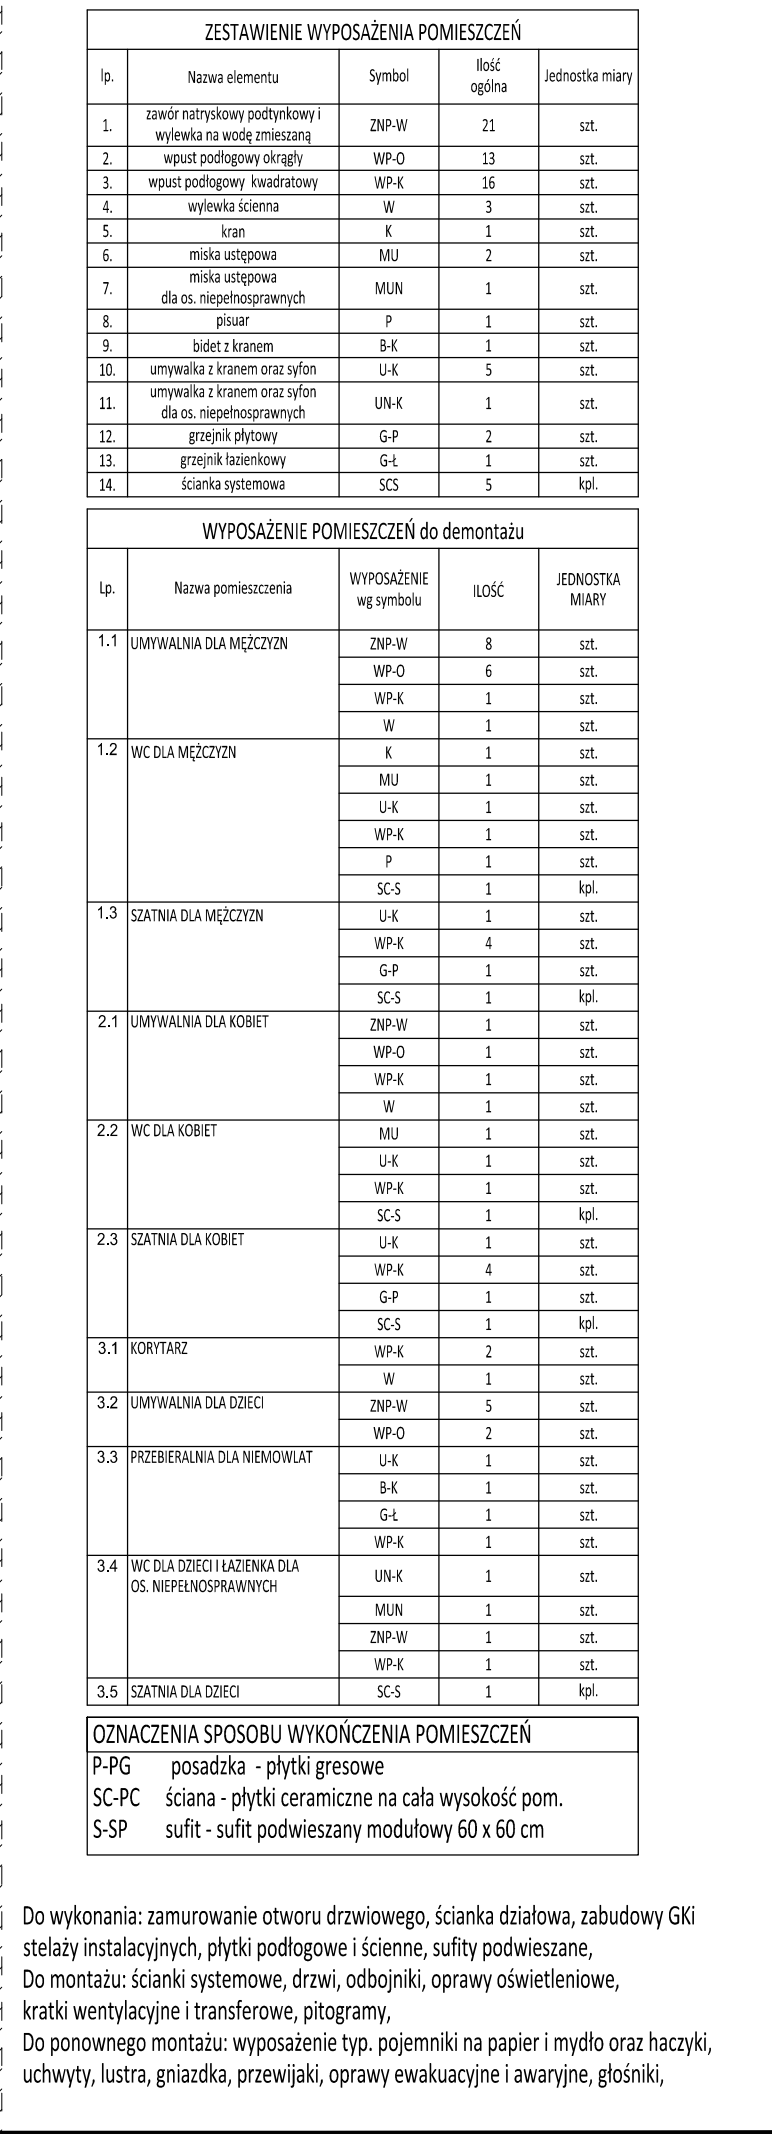 ZESTAWIENIE WYPOSAŻENIA POMIESZCZEŃ
lp. Nazwa elementu Symbol Ilość ogólna Jednostka miary
1. zawór natryskowy podtynkowy i wylewka na wodę zmieszaną ZNP-W 21 szt.
2. wpust podłogowy okrągły WP-O 13 szt.
3. wpust podłogowy kwadratowy WP-K 16 szt.
4. wylewka ścienna W 3 szt.
5. kran K 1 szt.
6. miska ustępowa MU 2 szt.
7. miska ustępowa dla os. niepełnosprawnych MUN 1 szt.
8. pisuar P 1 szt.
9. bidet z kranem B-K 1 szt.
10. umywalka z kranem oraz syfon U-K 5 szt.
11. umywalka z kranem oraz syfon dla os. niepełnosprawnych UN-K 1 szt.
12. grzejnik płytowy G-P 2 szt.
13. grzejnik łazienkowy G-Ł 1 szt.
14. ścianka systemowa SCS 5 kpl.
WYPOSAŻENIE POMIESZCZEŃ do demontażu
Lp. Nazwa pomieszczenia WYPOSAŻENIE wg symbolu ILOŚĆ JEDNOSTKA MIARY
1.1 UMYWALNIA DLA MĘŻCZYZN ZNP-W 8 szt.
WP-O 6 szt.
WP-K 1 szt.
W 1 szt.
1.2 WC DLA MĘŻCZYZN K 1 szt.
MU 1 szt.
U-K 1 szt.
WP-K 1 szt.
P 1 szt.
SC-S 1 kpl.
1.3 SZATNIA DLA MĘŻCZYZN U-K 1 szt.
WP-K 4 szt.
G-P 1 szt.
SC-S 1 kpl.
2.1 UMYWALNIA DLA KOBIET ZNP-W 1 szt.
WP-O 1 szt.
WP-K 1 szt.
W 1 szt.
2.2 WC DLA KOBIET MU 1 szt.
U-K 1 szt.
WP-K 1 szt.
SC-S 1 kpl.
2.3 SZATNIA DLA KOBIET U-K 1 szt.
WP-K 4 szt.
G-P 1 szt.
SC-S 1 kpl.
3.1 KORYTARZ WP-K 2 szt.
W 1 szt.
3.2 UMYWALNIA DLA DZIECI ZNP-W 5 szt.
WP-O 2 szt.
3.3 PRZEBIERALNIA DLA NIEMOWLAT U-K 1 szt.
B-K 1 szt.
G-Ł 1 szt.
WP-K 1 szt.
3.4 WC DLA DZIECI I ŁAZIENKA DLA OS. NIEPEŁNOSPRAWNYCH UN-K 1 szt.
MUN 1 szt.
ZNP-W 1 szt.
WP-K 1 szt.
3.5 SZATNIA DLA DZIECI SC-S 1 kpl.
OZNACZENIA SPOSOBU WYKOŃCZENIA POMIESZCZEŃ
P-PG posadzka - płytki gresowe
SC-PC ściana - płytki ceramiczne na cała wysokość pom.
S-SP sufit - sufit podwieszany modułowy 60 x 60 cm
Do wykonania: zamurowanie otworu drzwiowego, ścianka działowa, zabudowy GKi
stelaży instalacyjnych, płytki podłogowe i ścienne, sufity podwieszane,
Do montażu: ścianki systemowe, drzwi, odbojniki, oprawy oświetleniowe,
kratki wentylacyjne i transferowe, pitogramy,
Do ponownego montażu: wyposażenie typ. pojemniki na papier i mydło oraz haczyki,
uchwyty, lustra, gniazdka, przewijaki, oprawy ewakuacyjne i awaryjne, głośniki,